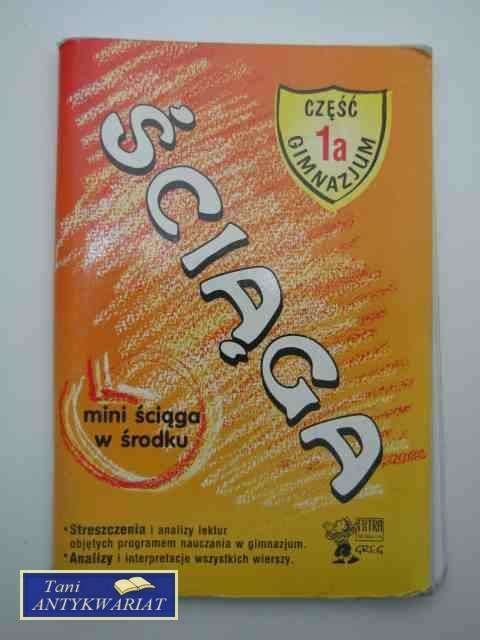 CZĘŚĆ
1a
GIMNAZJUM
ŚCIĄGA
mini ściąga
w środku
•Streszczenia i analizy lektur
objętych programem nauczania w gimnazjum.
•Analizy i interpretacje wszystkich wierszy.
GREG
Tani
ANTYKWARIAT